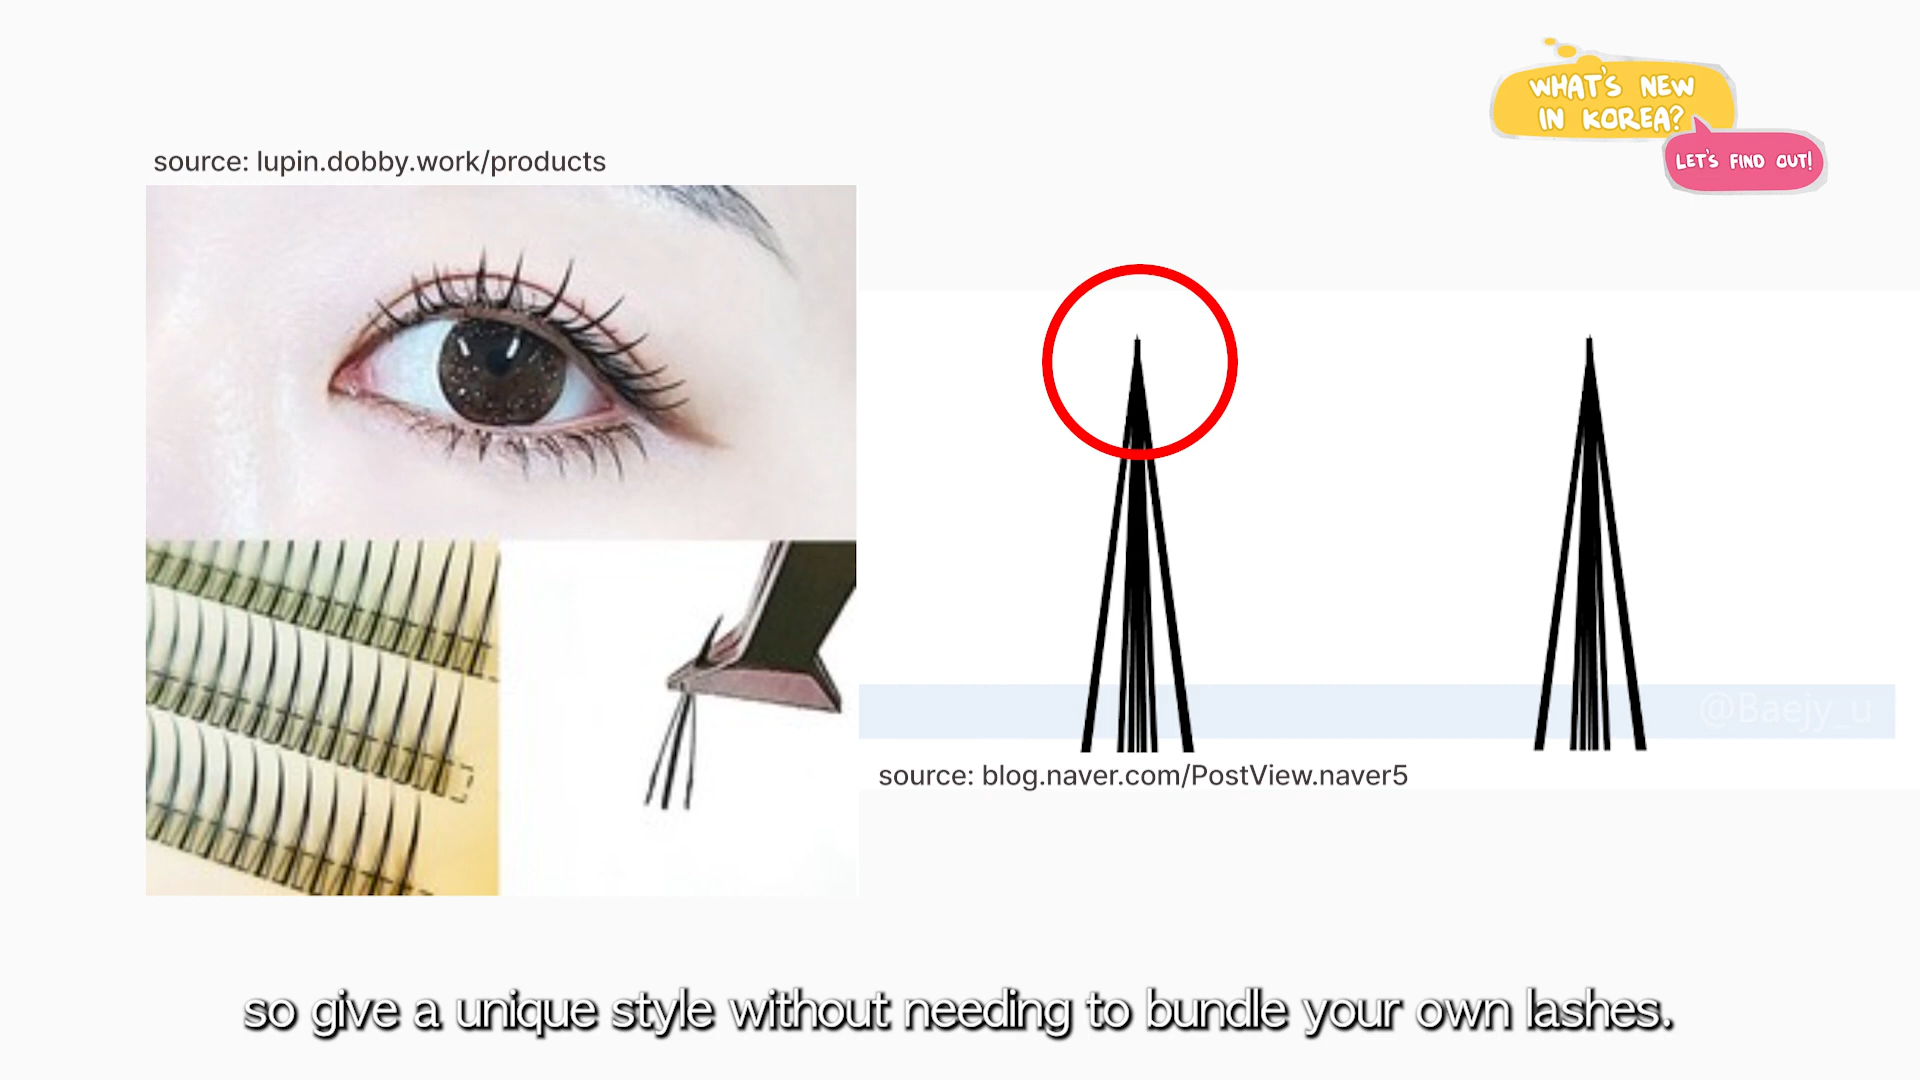 WHAT'S NEW
IN KOREA?
LET'S FIND OUT!
source: lupin.dobby.work/products
@Baejy_u
source: blog.naver.com/PostView.naver5
so give a unique style without needing to bundle your own lashes.